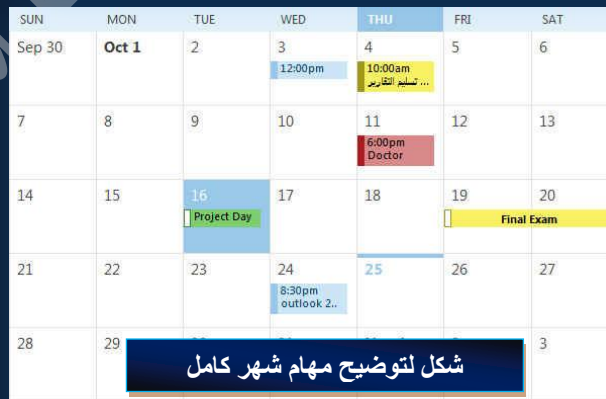 SUN MON TUE WED THU FRI SAT
Sep 30 Oct 1 2 3 4 5 6
12:00pm 10:00am
تسليم التقارير ...
7 8 9 10 11 12 13
6:00pm
Doctor
14 15 16 17 18 19 20
Project Day Final Exam
21 22 23 24 25 26 27
8:30pm
outlook 2..
28 29 3
شكل لتوضيح مهام شهر كامل